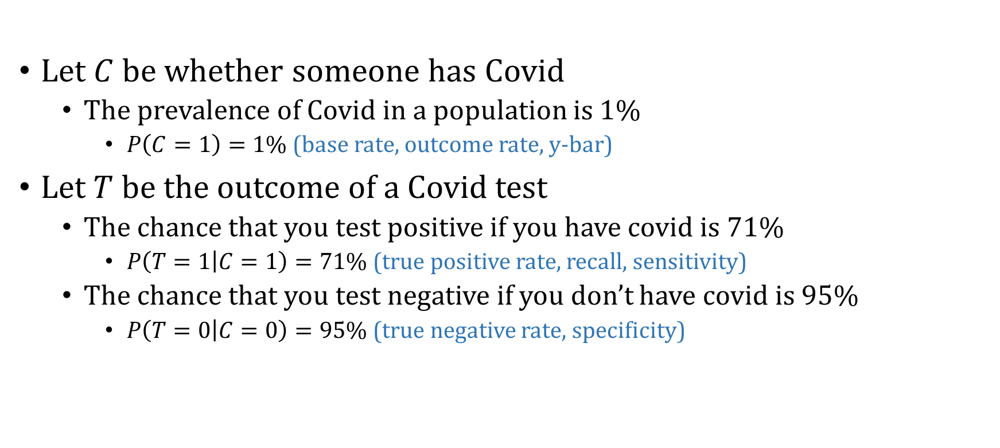 • Let C be whether someone has Covid
• The prevalence of Covid in a population is 1%
• P(C = 1) = 1% (base rate, outcome rate, y-bar)
• Let T be the outcome of a Covid test
• The chance that you test positive if you have covid is 71%
• P(T = 1|C = 1) = 71% (true positive rate, recall, sensitivity)
• The chance that you test negative if you don’t have covid is 95%
• P(T = 0|C = 0) = 95% (true negative rate, specificity)